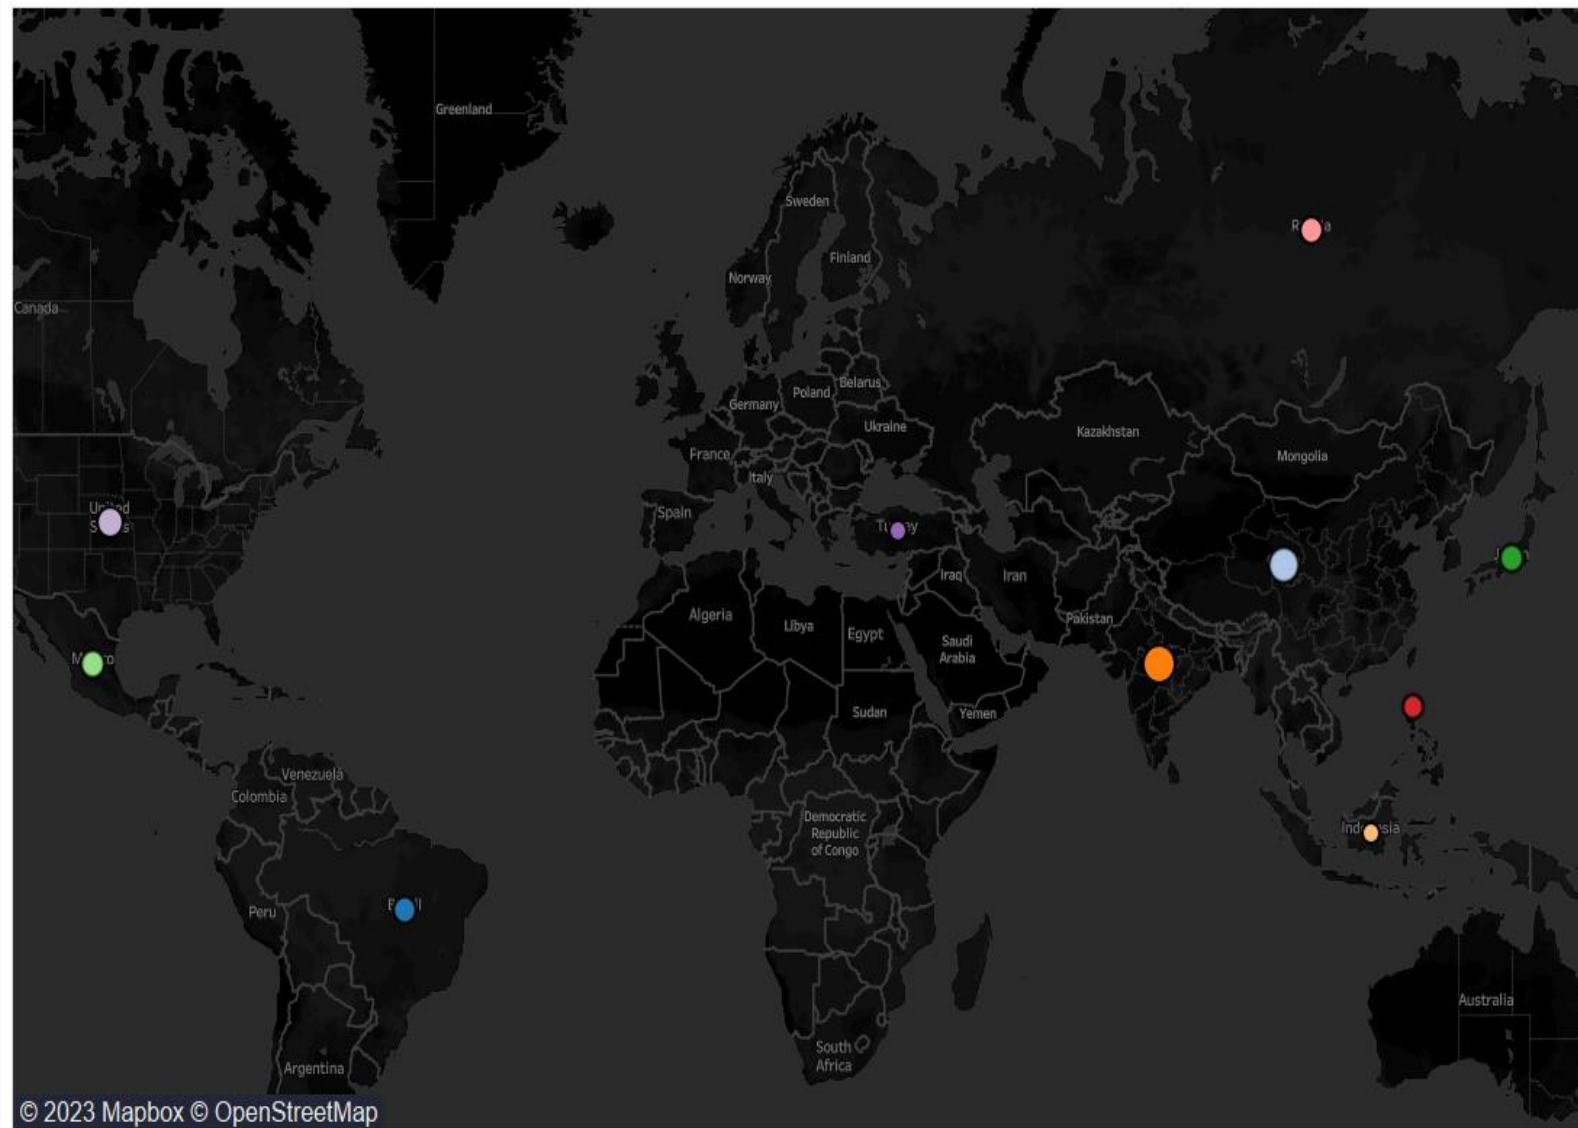 Greenland
Sweden
Finland
Norway
Canada
Belarus
Poland
Germany
Ukraine
Kazakhstan
France
Mongolia
Italy
United
Spain
Iraq
Iran
Algeria
Pakistan
Libya
Egypt
Saudi
Arabia
Sudan
Yemen
Venezuela
Colombia
Democratic
Republic
of Congo
Peru
Australia
South
Africa
Argentina
© 2023 Mapbox © OpenStreetMap